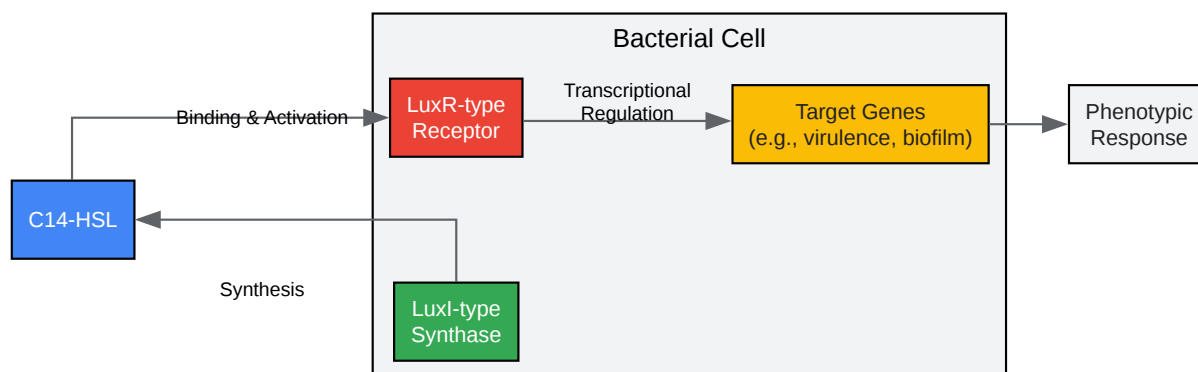 Bacterial Cell
LuxR-type
Receptor
Transcriptional
Regulation
Target Genes
(e.g., virulence, biofilm)
Phenotypic
Response
Binding & Activation
C14-HSL
Synthesis
LuxI-type
Synthase